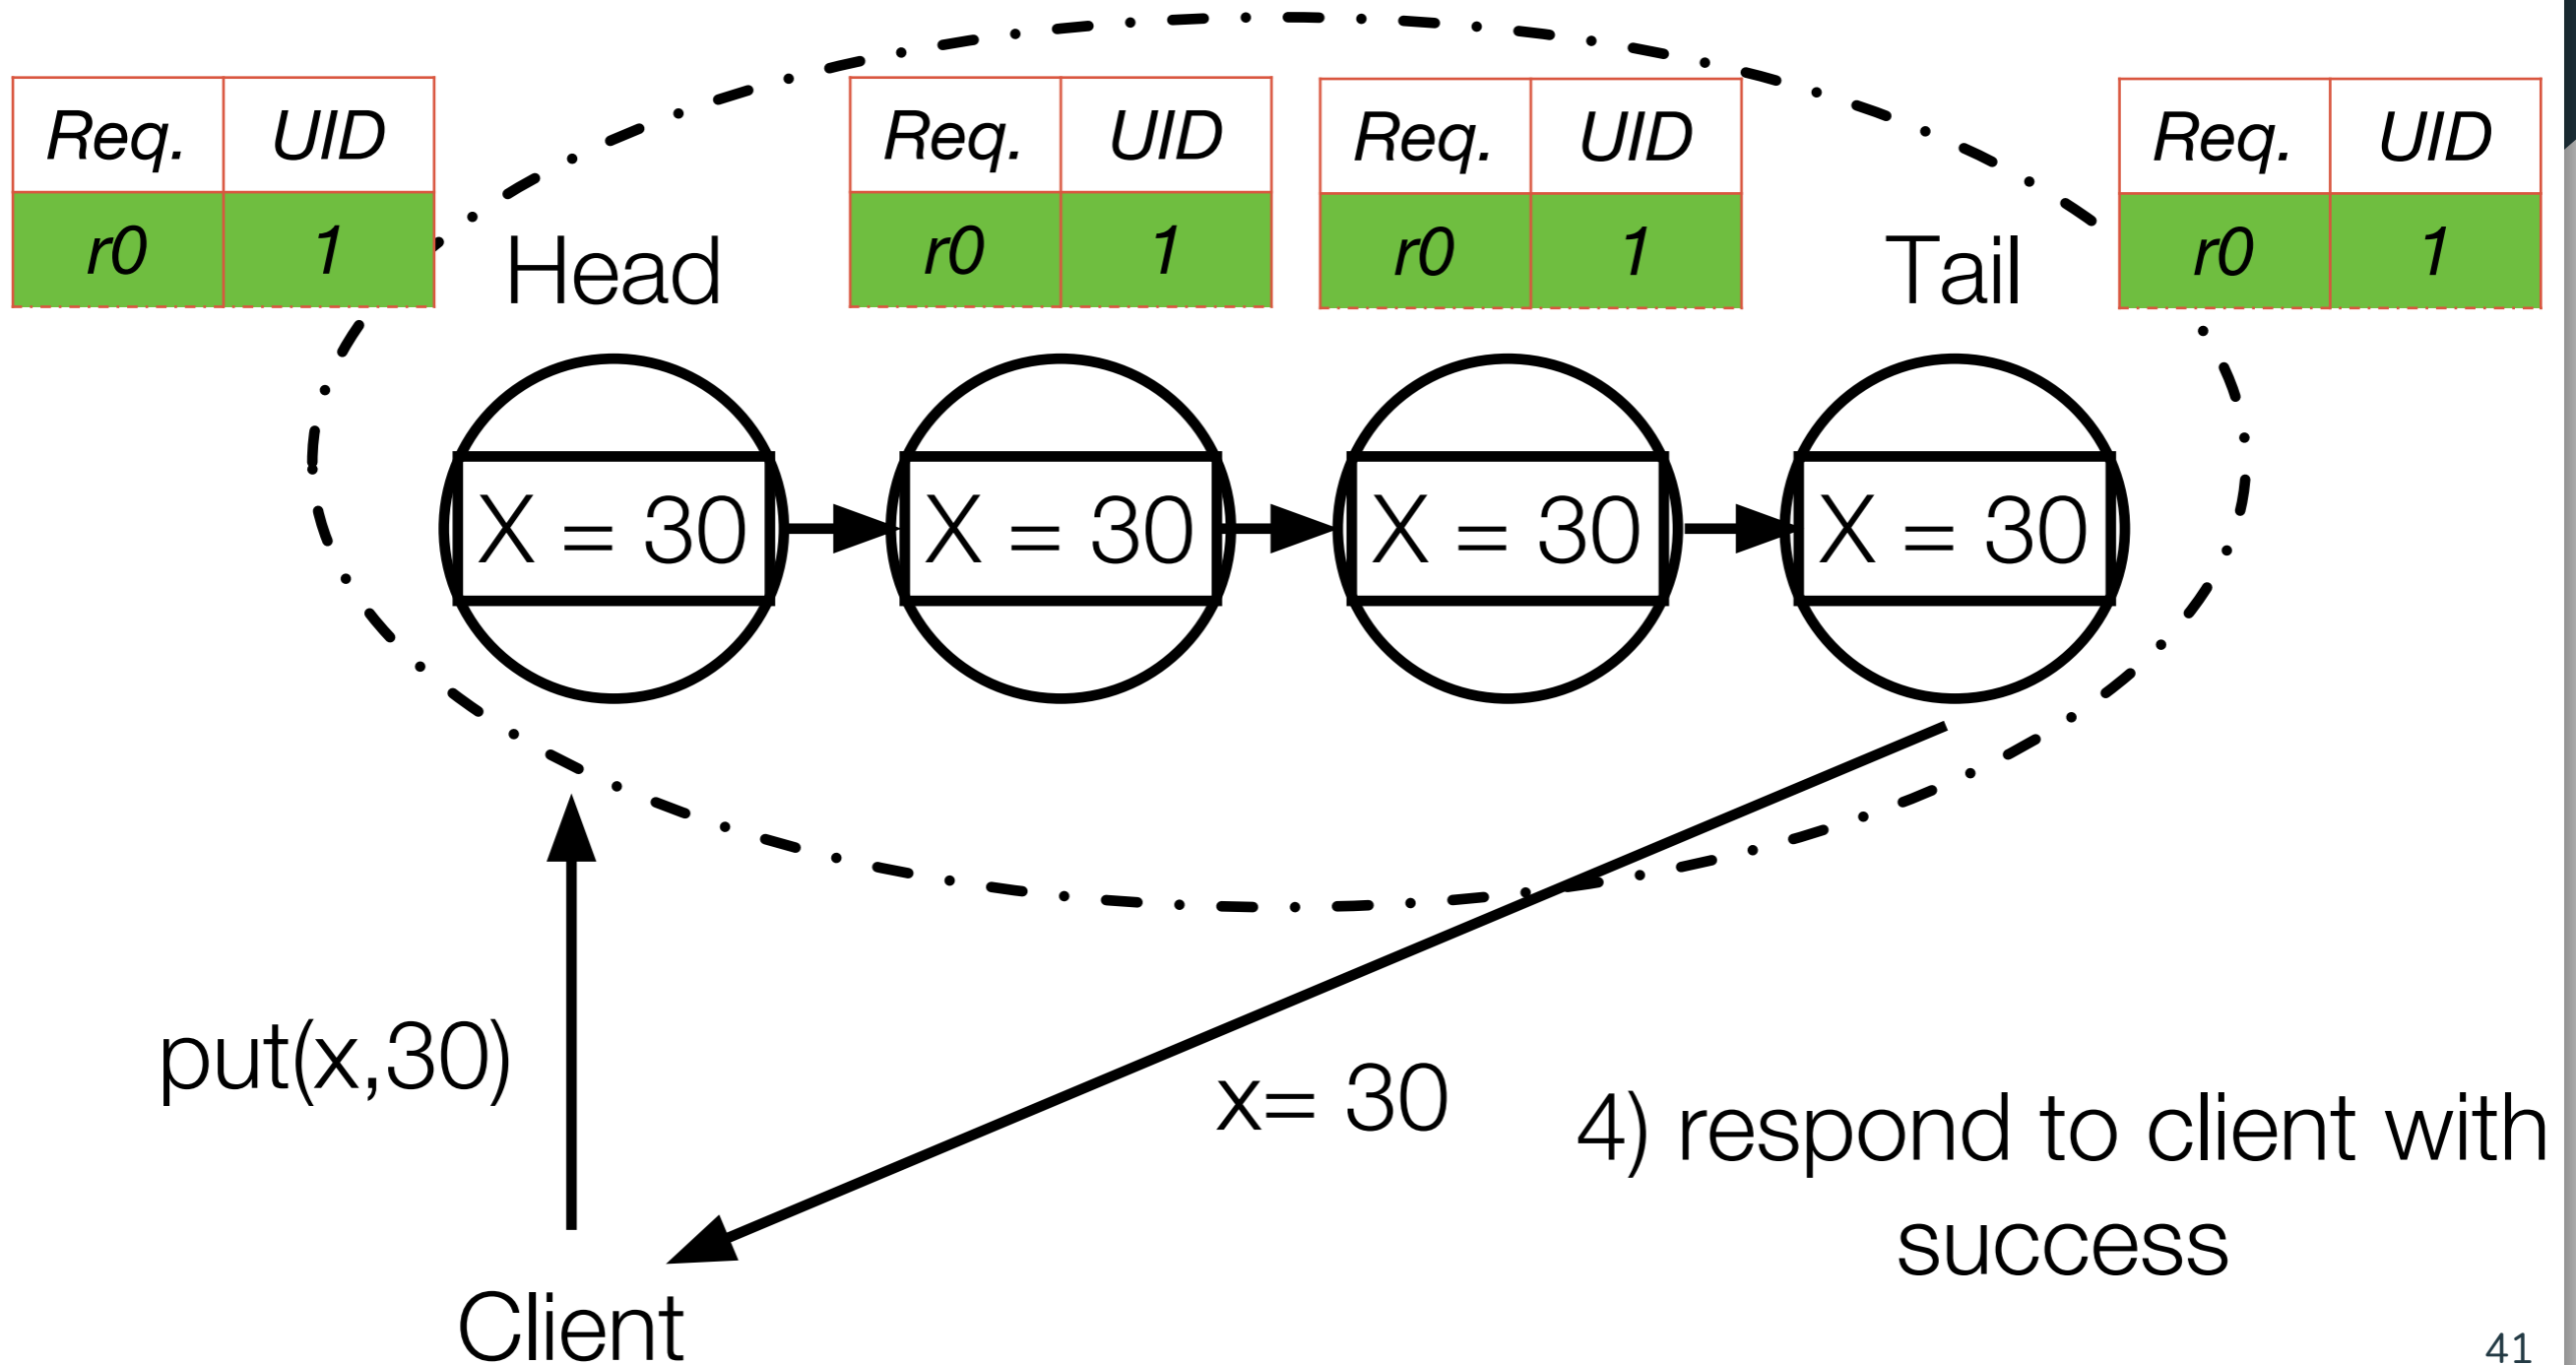 Req. UID Req. UID Req. UID Req. UID
r0 1 r0 1 r0 1 r0 1
Head Tail
X = 30 X = 30 X = 30 X = 30
put(x,30)
x= 30
4) respond to client with
success
Client
41